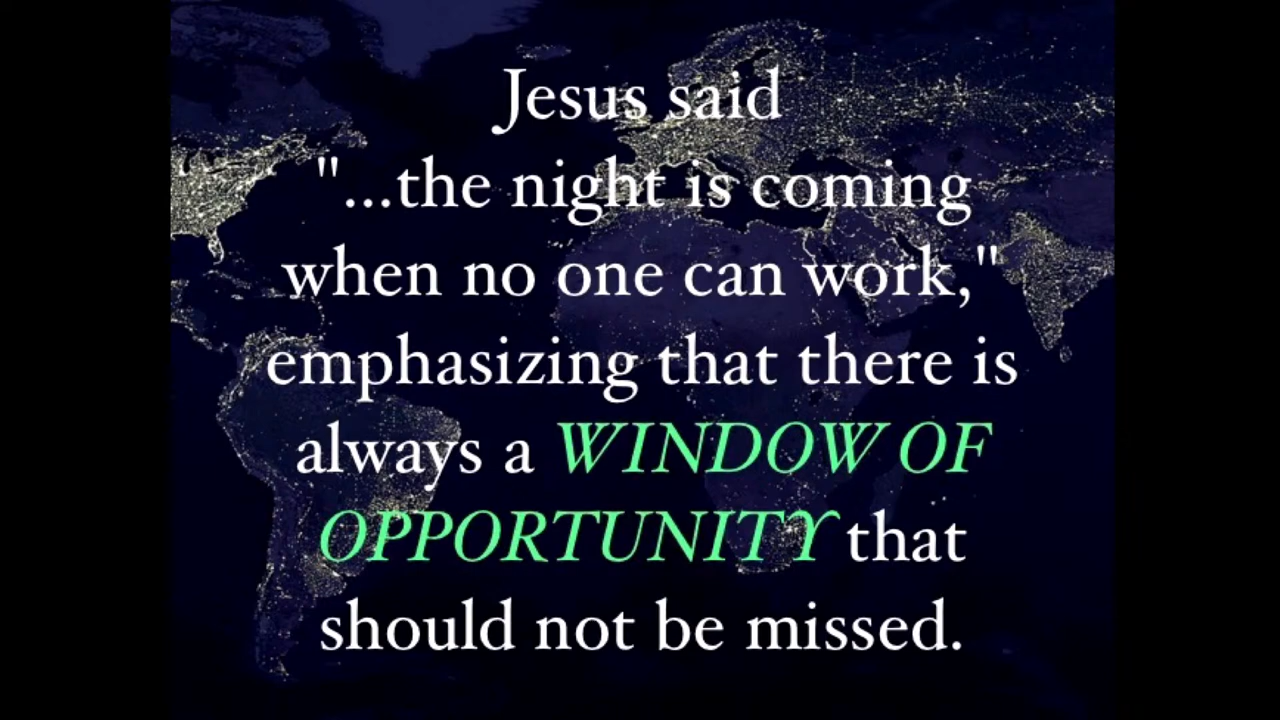 Jesus said
"...the night is coming
when no one can work,"
emphasizing that there is
always a WINDOW OF
OPPORTUNITY that
should not be missed.